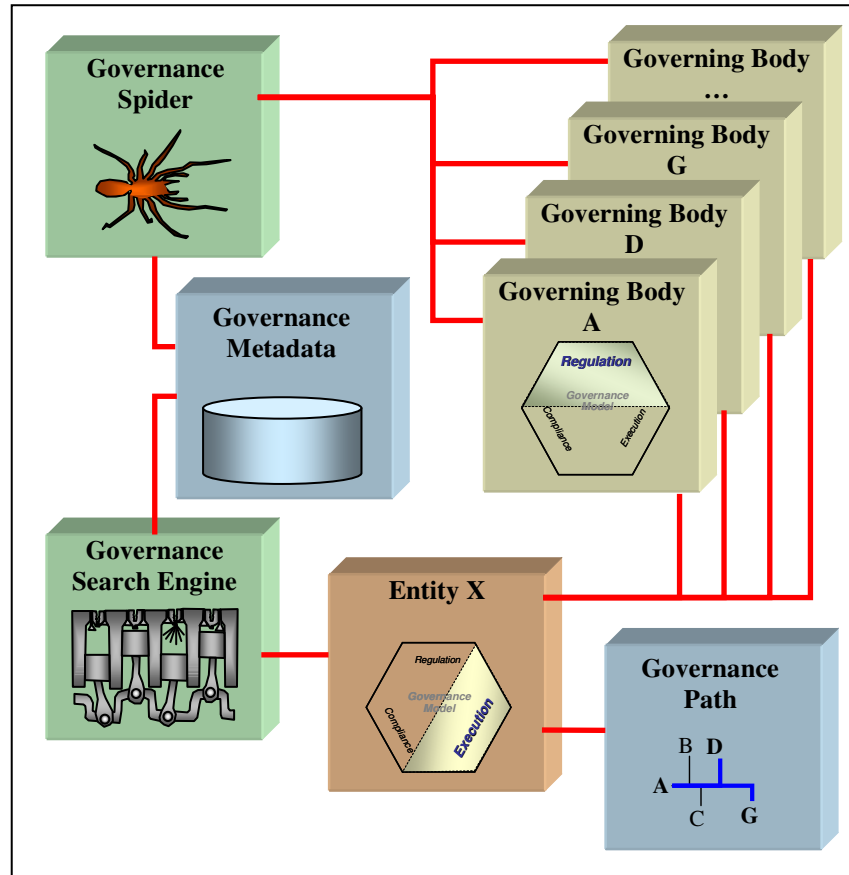 Governance
Spider
Governing Body
...
Governing Body
G
Governing Body
D
Governing Body
A
Regulation
Governance
Model
Compliance
Execution
Governance
Metadata
Governance
Search Engine
Entity X
Regulation
Governance
Model
Compliance
Execution
Governance
Path
B
D
A
C
G